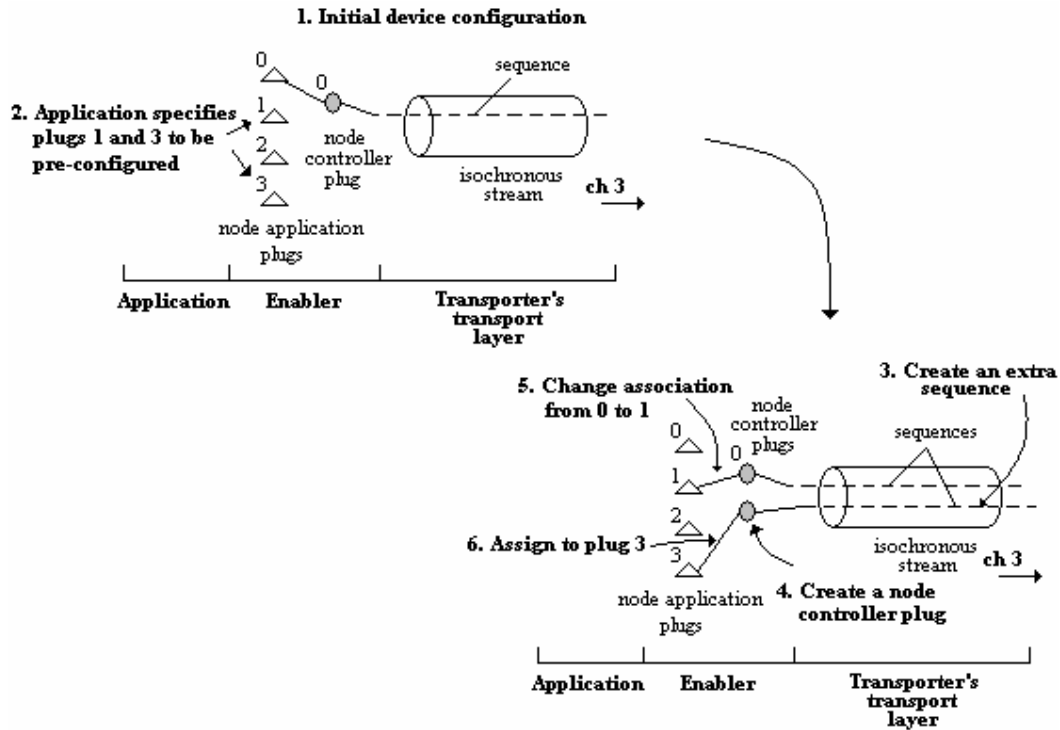 1. Initial device configuration
0
0
sequence
2. Application specifies
plugs 1 and 3 to be
pre-configured
1
2
3
node
controller
plug
isochronous
stream
ch 3
node application
plugs
Application
Enabler
Transporter's
transport
layer
3. Create an extra
sequence
5. Change association
from 0 to 1
node
controller
plugs
0
0
sequences
1
2
6. Assign to plug 3
3
isochronous
stream
ch 3
4. Create a node
controller plug
node application
plugs
Application
Enabler
Transporter's
transport
layer